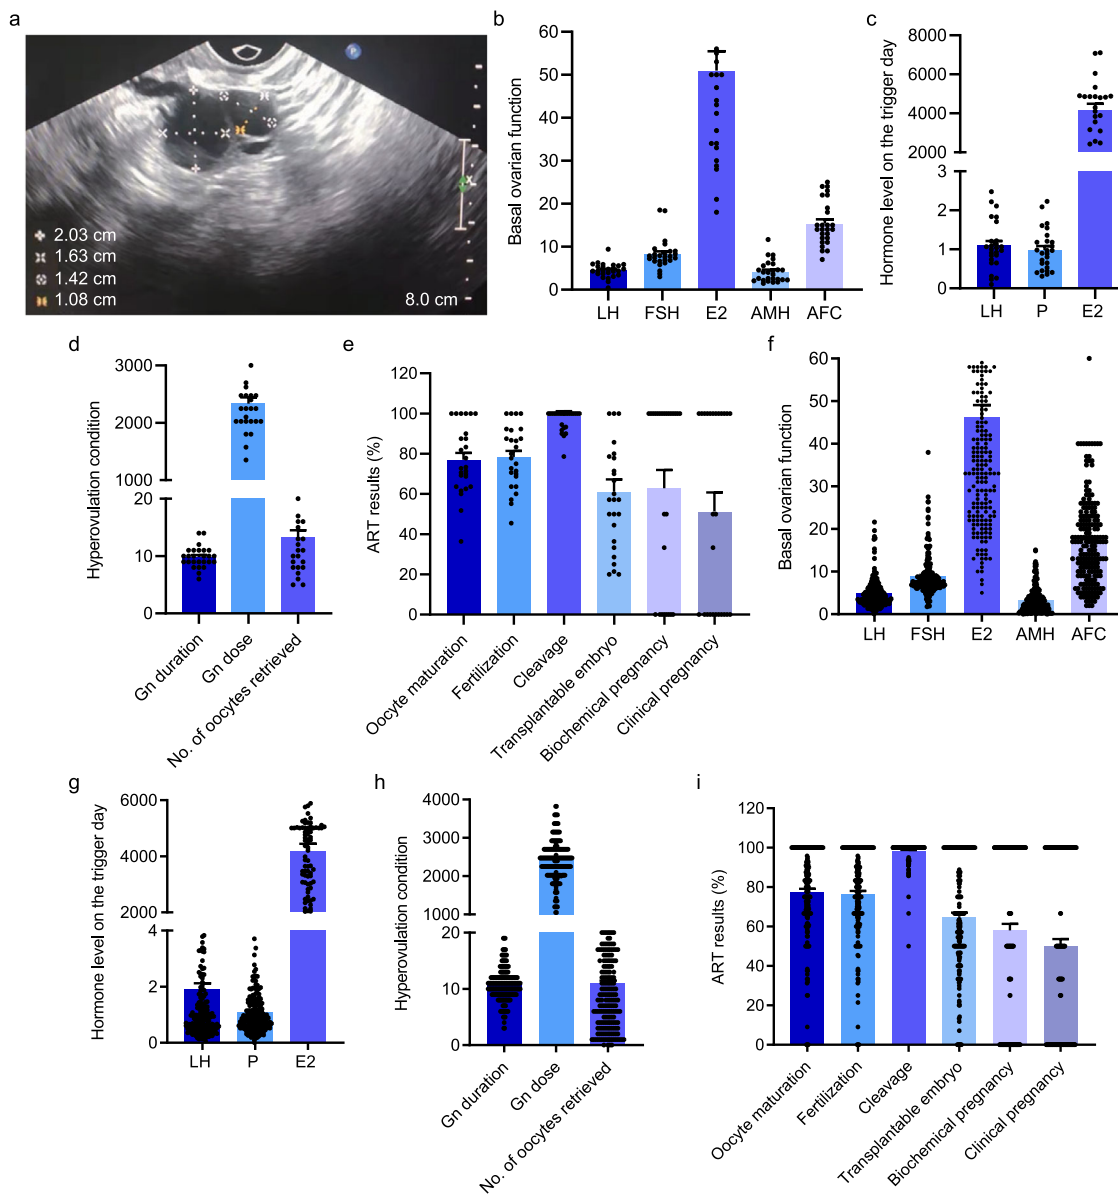 a
P
X
2.03 cm
1.63 cm
1.42 cm
1.08 cm
8.0 cm
b
Basal ovarian function
60
50
40
30
20
10
0
LH FSH E2 AMH AFC
c
Hormone level on the trigger day
8000
6000
4000
2000
3
2
1
0
LH P E2
d
Hyperovulation condition
3000
2000
1000
20
10
0
Gn duration
Gn dose
No. of oocytes retrieved
e
ART results (%)
120
100
80
60
40
20
0
Oocyte maturation
Fertilization
Cleavage
Transplantable embryo
Biochemical pregnancy
Clinical pregnancy
f
Basal ovarian function
60
50
40
30
20
10
0
LH FSH E2 AMH AFC
g
Hormone level on the trigger day
6000
4000
2000
4
2
0
LH P E2
h
Hyperovulation condition
4000
3000
2000
1000
20
10
0
Gn duration
Gn dose
No. of oocytes retrieved
i
ART results (%)
120
100
80
60
40
20
0
Oocyte maturation
Fertilization
Cleavage
Transplantable embryo
Biochemical pregnancy
Clinical pregnancy